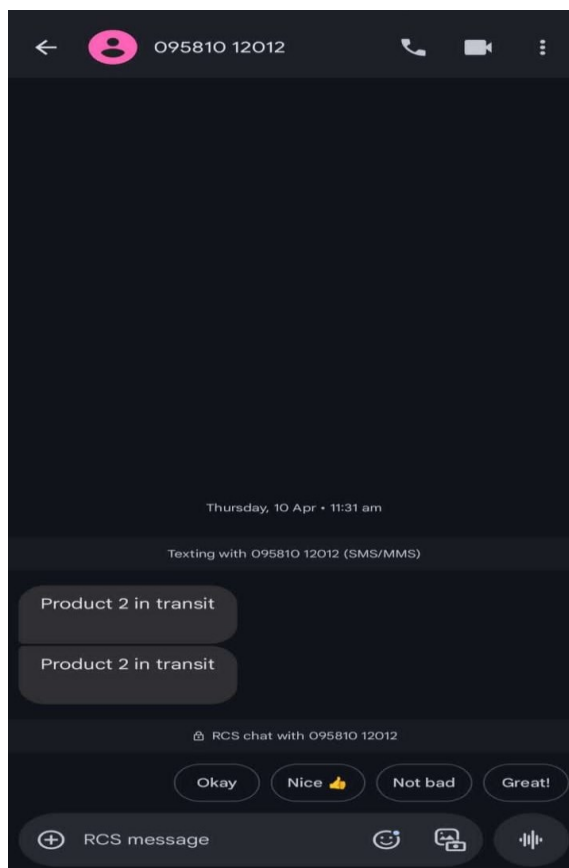 095810 12012
Thursday, 10 Apr • 11:31 am
Texting with 095810 12012 (SMS/MMS)
Product 2 in transit
Product 2 in transit
RCS chat with 095810 12012
Okay
Nice 👍
Not bad
Great!
RCS message